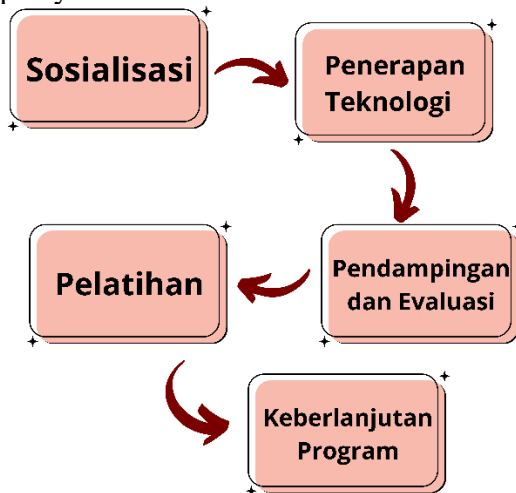 Sosialisasi
Penerapan
Teknologi
Pendampingan
dan Evaluasi
Pelatihan
Keberlanjutan
Program